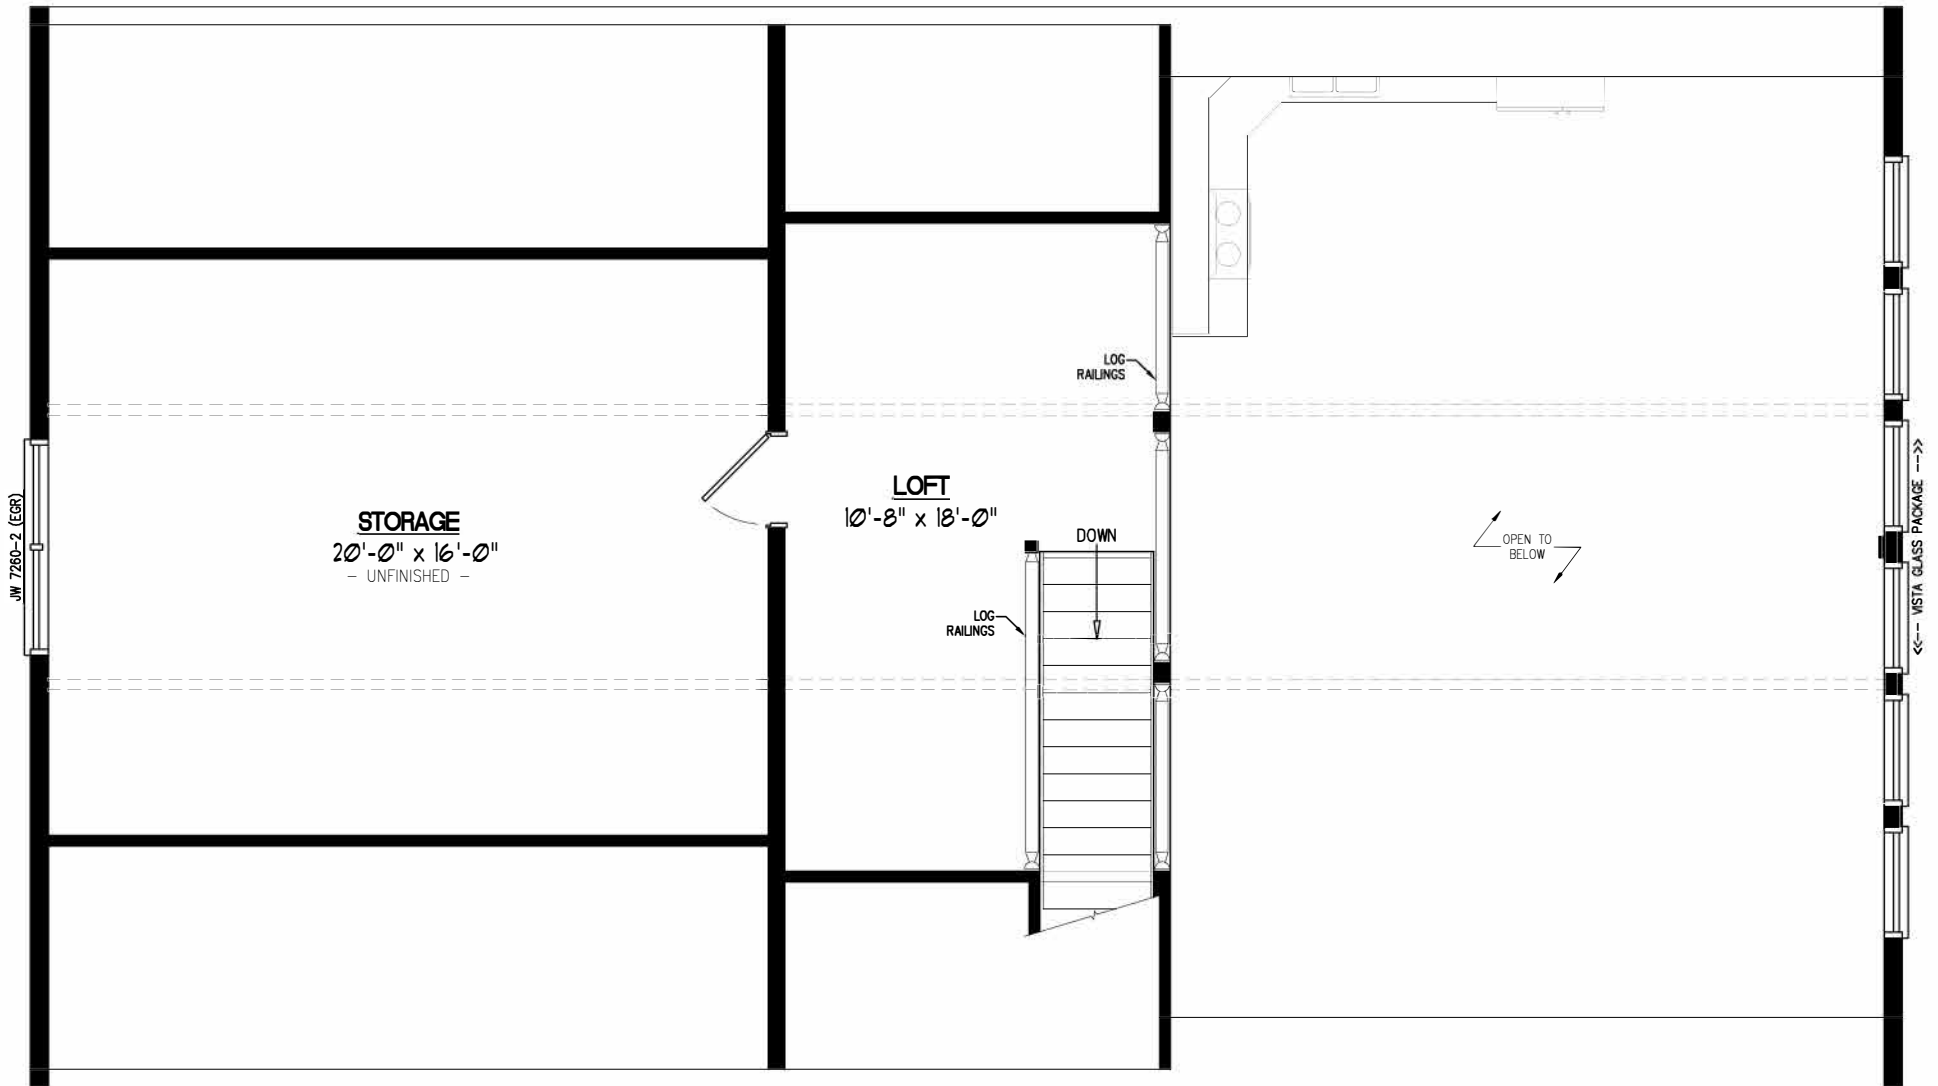 LOG
RAILINGS
JW 7260-2 (EGR)
STORAGE
20'-0" x 16'-0"
- UNFINISHED -
LOFT
10'-8" x 18'-0"
DOWN
LOG
RAILINGS
OPEN TO
BELOW
<<-- VISTA GLASS PACKAGE -->>